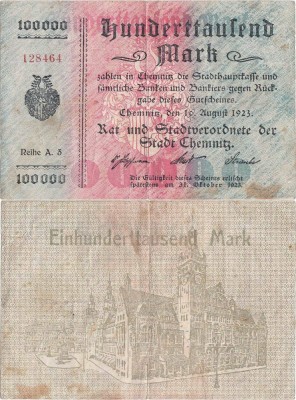 100000
128464
Reihe A. 5
100000
Hunderttausend
Mark
zahlen in Chemnitz die Stadthauptkasse und
sämtliche Banken und Bankiers gegen Rück-
gabe dieses Gutscheines.
Chemnitz, den 10. August 1923.
Rat und Stadtverordnete der
Stadt Chemnitz.
Die Gültigkeit dieses Scheines erlischt
spätestens am 31. Oktober 1923.
Einhunderttausend Mark